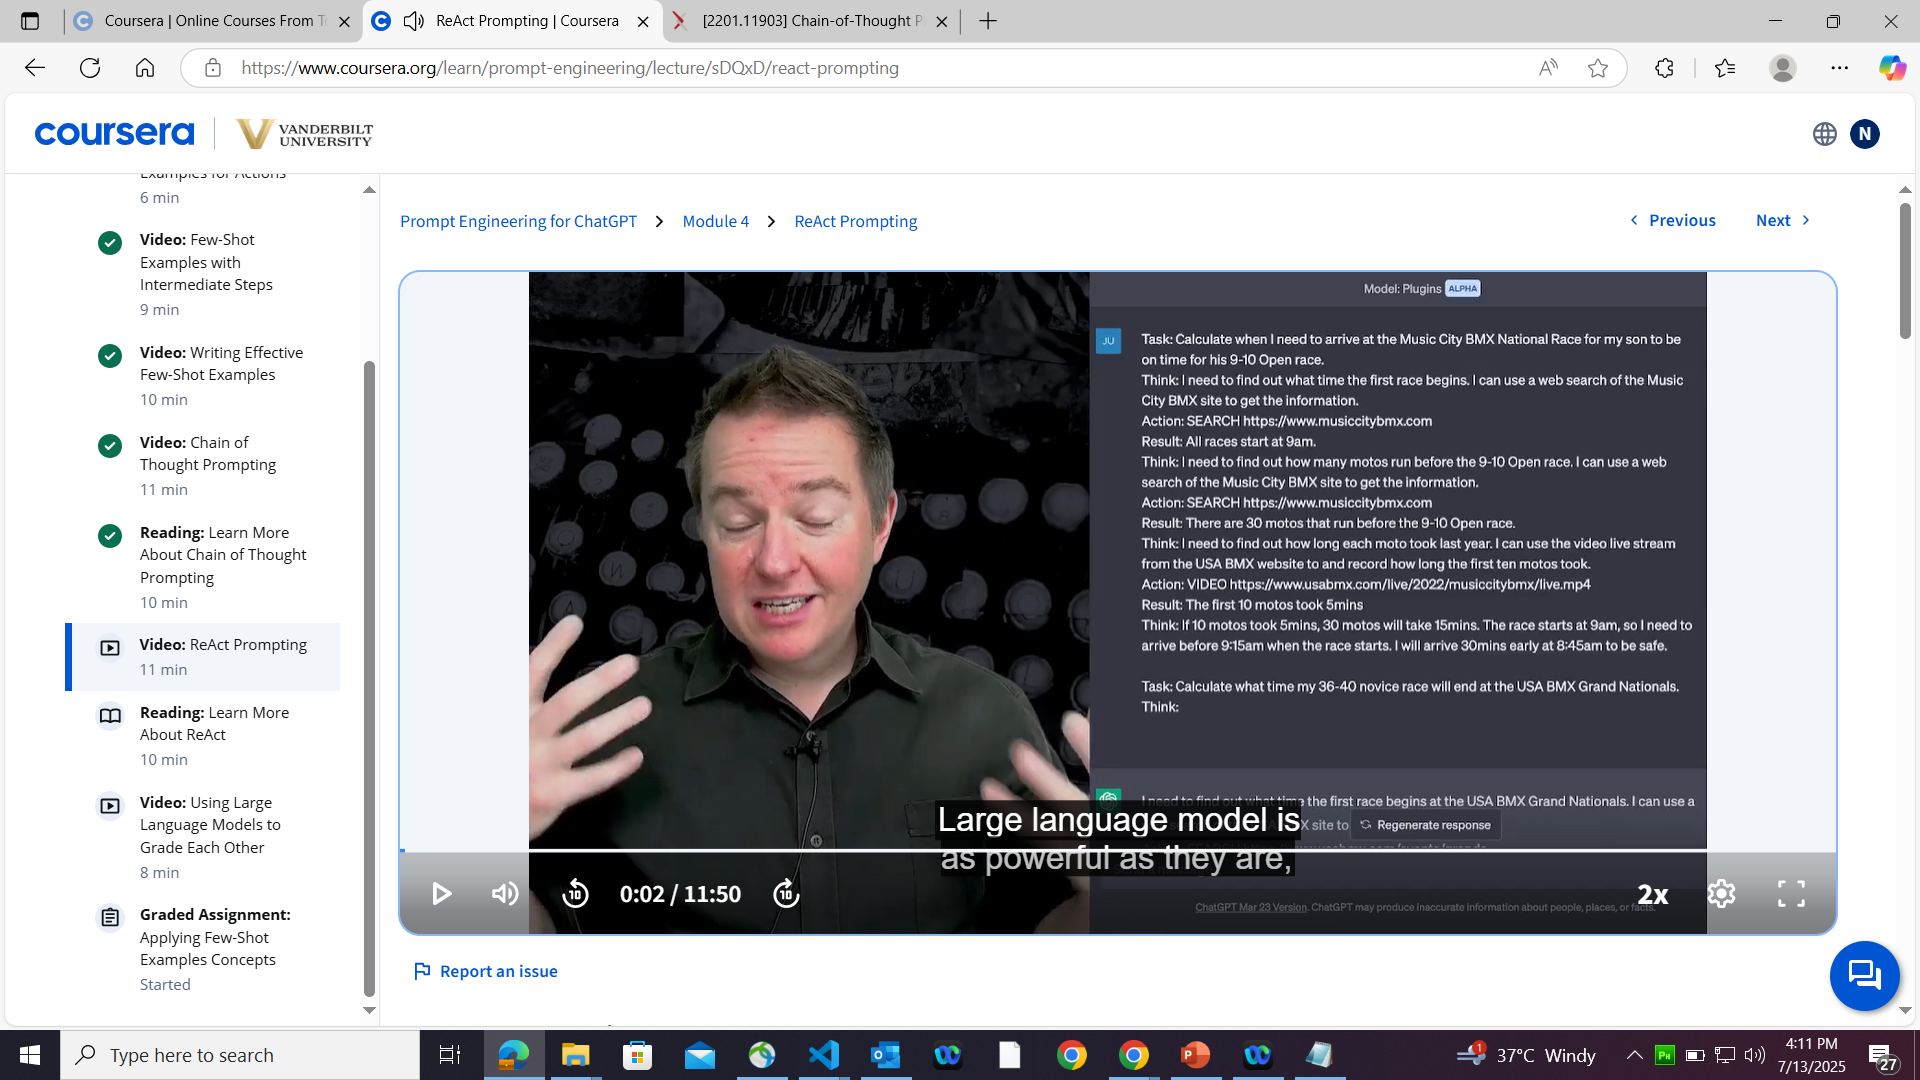 Coursera | Online Courses From T
ReAct Prompting | Coursera
[2201.11903] Chain-of-Thought P
https://www.coursera.org/learn/prompt-engineering/lecture/sDQxD/react-prompting
coursera
VANDERBILT
UNIVERSITY
N
Examples for Actions
6 min
Video: Few-Shot
Examples with
Intermediate Steps
9 min
Video: Writing Effective
Few-Shot Examples
10 min
Video: Chain of
Thought Prompting
11 min
Reading: Learn More
About Chain of Thought
Prompting
10 min
Video: ReAct Prompting
11 min
Reading: Learn More
About ReAct
10 min
Video: Using Large
Language Models to
Grade Each Other
8 min
Graded Assignment:
Applying Few-Shot
Examples Concepts
Started
Prompt Engineering for ChatGPT
Module 4
ReAct Prompting
Previous
Next
Model: Plugins ALPHA
JU
Task: Calculate when I need to arrive at the Music City BMX National Race for my son to be
on time for his 9-10 Open race.
Think: I need to find out what time the first race begins. I can use a web search of the Music
City BMX site to get the information.
Action: SEARCH https://www.musiccitybmx.com
Result: All races start at 9am.
Think: I need to find out how many motos run before the 9-10 Open race. I can use a web
search of the Music City BMX site to get the information.
Action: SEARCH https://www.musiccitybmx.com
Result: There are 30 motos that run before the 9-10 Open race.
Think: I need to find out how long each moto took last year. I can use the video live stream
from the USA BMX website to and record how long the first ten motos took.
Action: VIDEO https://www.usabmx.com/live/2022/musiccitybmx/live.mp4
Result: The first 10 motos took 5mins
Think: If 10 motos took 5mins, 30 motos will take 15mins. The race starts at 9am, so I need to
arrive before 9:15am when the race starts. I will arrive 30mins early at 8:45am to be safe.
Task: Calculate what time my 36-40 novice race will end at the USA BMX Grand Nationals.
Think:
I need to find out what time the first race begins at the USA BMX Grand Nationals. I can use a
X site to
Regenerate response
Large language model is
as powerful as they are,
0:02 / 11:50
2x
ChatGPT Mar 23 Version. ChatGPT may produce inaccurate information about people, places, or facts.
Report an issue
Type here to search
1
37°C Windy
4:11 PM
7/13/2025
27